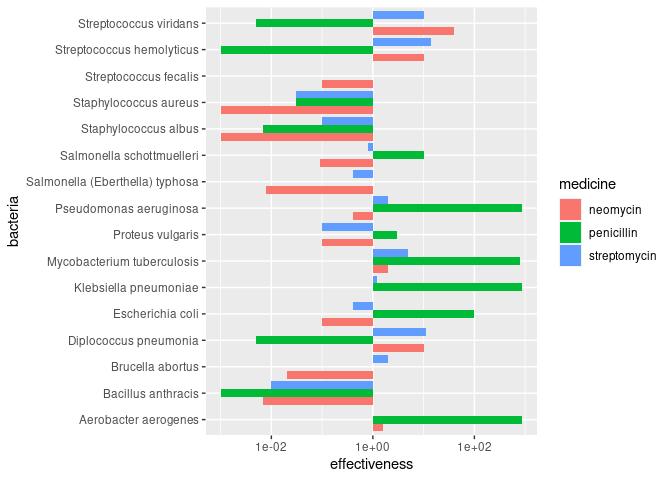 Streptococcus viridans
Streptococcus hemolyticus
Streptococcus fecalis
Staphylococcus aureus
Staphylococcus albus
Salmonella schottmuelleri
Salmonella (Eberthella) typhosa
Pseudomonas aeruginosa
Proteus vulgaris
Mycobacterium tuberculosis
Klebsiella pneumoniae
Escherichia coli
Diplococcus pneumonia
Brucella abortus
Bacillus anthracis
Aerobacter aerogenes
bacteria
1e-02 1e+00 1e+02
effectiveness
medicine
neomycin
penicillin
streptomycin